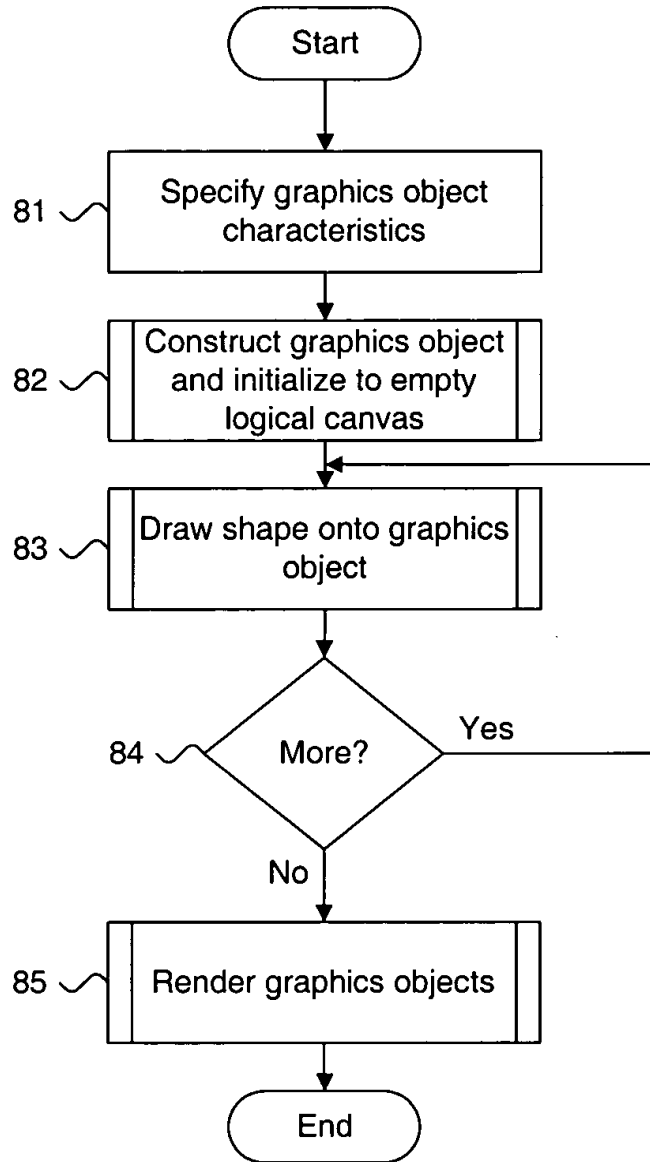 Start
81
Specify graphics object
characteristics
82
Construct graphics object
and initialize to empty
logical canvas
83
Draw shape onto graphics
object
84
More?
Yes
No
85
Render graphics objects
End